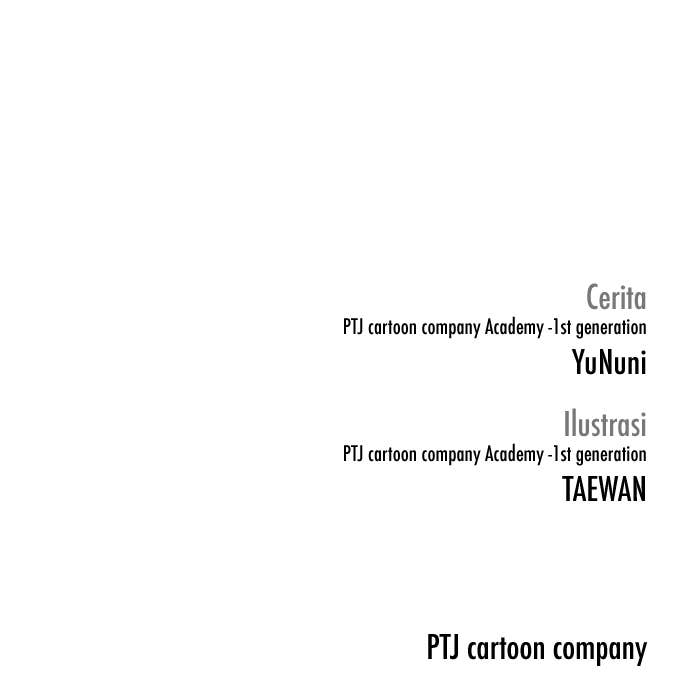 Cerita
PTJ cartoon company Academy -1st generation
YuNuni
Ilustrasi
PTJ cartoon company Academy -1st generation
TAEWAN
PTJ cartoon company